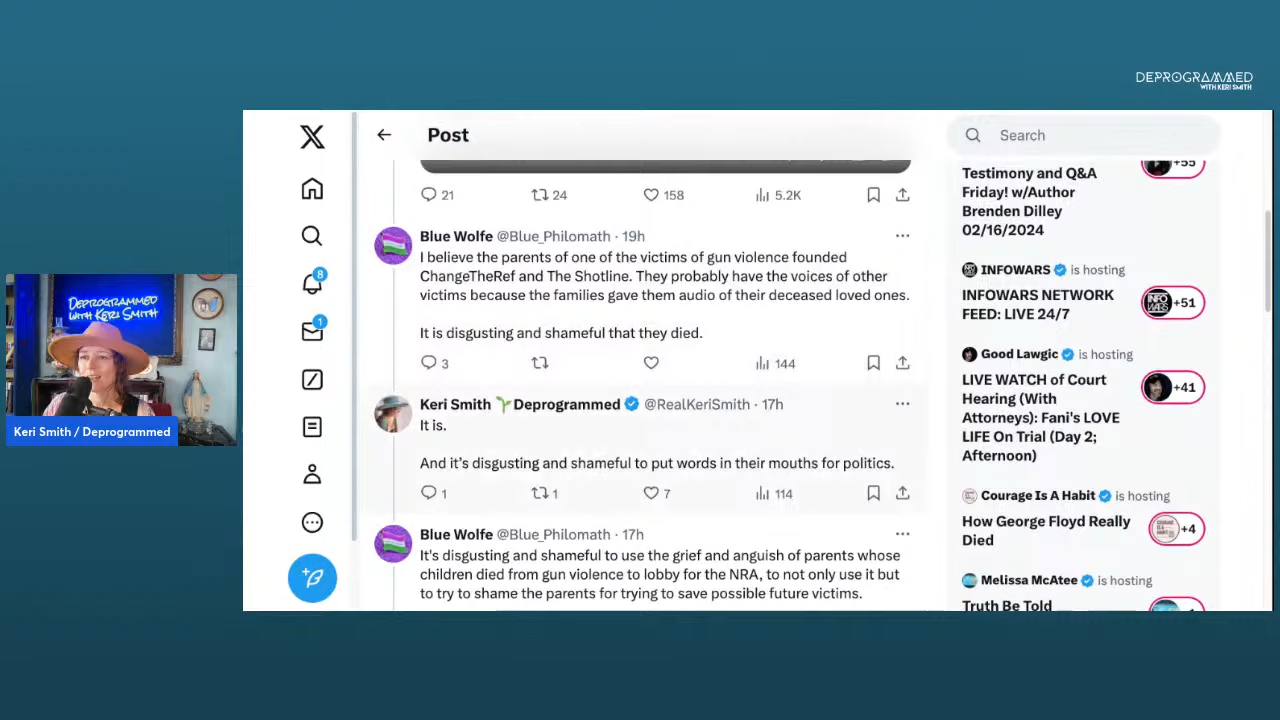 DEPROGRAMMED
WITH KERI SMITH
Post
Search
21 24 158 5.2K
Blue Wolfe @Blue_Philomath · 19h
I believe the parents of one of the victims of gun violence founded
ChangeTheRef and The Shotline. They probably have the voices of other
victims because the families gave them audio of their deceased loved ones.
It is disgusting and shameful that they died.
3 144
Keri Smith Deprogrammed @RealKeriSmith · 17h
It is.
And it’s disgusting and shameful to put words in their mouths for politics.
1 1 7 114
Blue Wolfe @Blue_Philomath · 17h
It's disgusting and shameful to use the grief and anguish of parents whose
children died from gun violence to lobby for the NRA, to not only use it but
to try to shame the parents for trying to save possible future victims.
+55
Testimony and Q&A
Friday! w/Author
Brenden Dilley
02/16/2024
INFOWARS is hosting
INFOWARS NETWORK
FEED: LIVE 24/7
INFO
WARS
+51
Good Lawgic is hosting
LIVE WATCH of Court
Hearing (With
Attorneys): Fani's LOVE
LIFE On Trial (Day 2;
Afternoon)
+41
Courage Is A Habit is hosting
How George Floyd Really
Died
+4
Melissa McAtee is hosting
Truth Be Told
8
1
DEPROGRAMMED
WITH KERI SMITH
Keri Smith / Deprogrammed